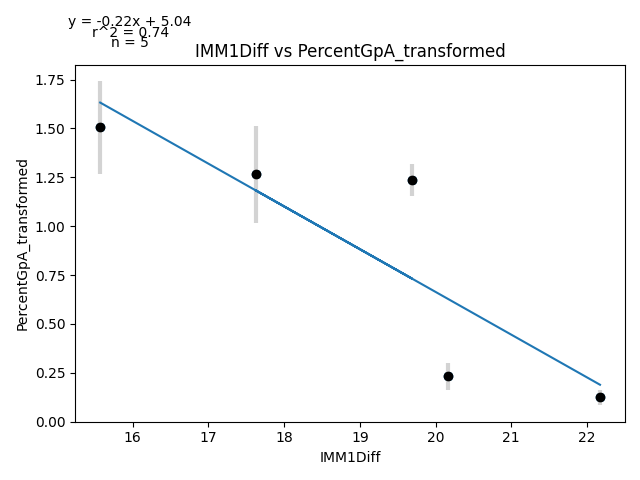 y = -0.22x + 5.04
r^2 = 0.74
n = 5
IMM1Diff vs PercentGpA_transformed
PercentGpA_transformed
1.75
1.50
1.25
1.00
0.75
0.50
0.25
0.00
16 17 18 19 20 21 22
IMM1Diff